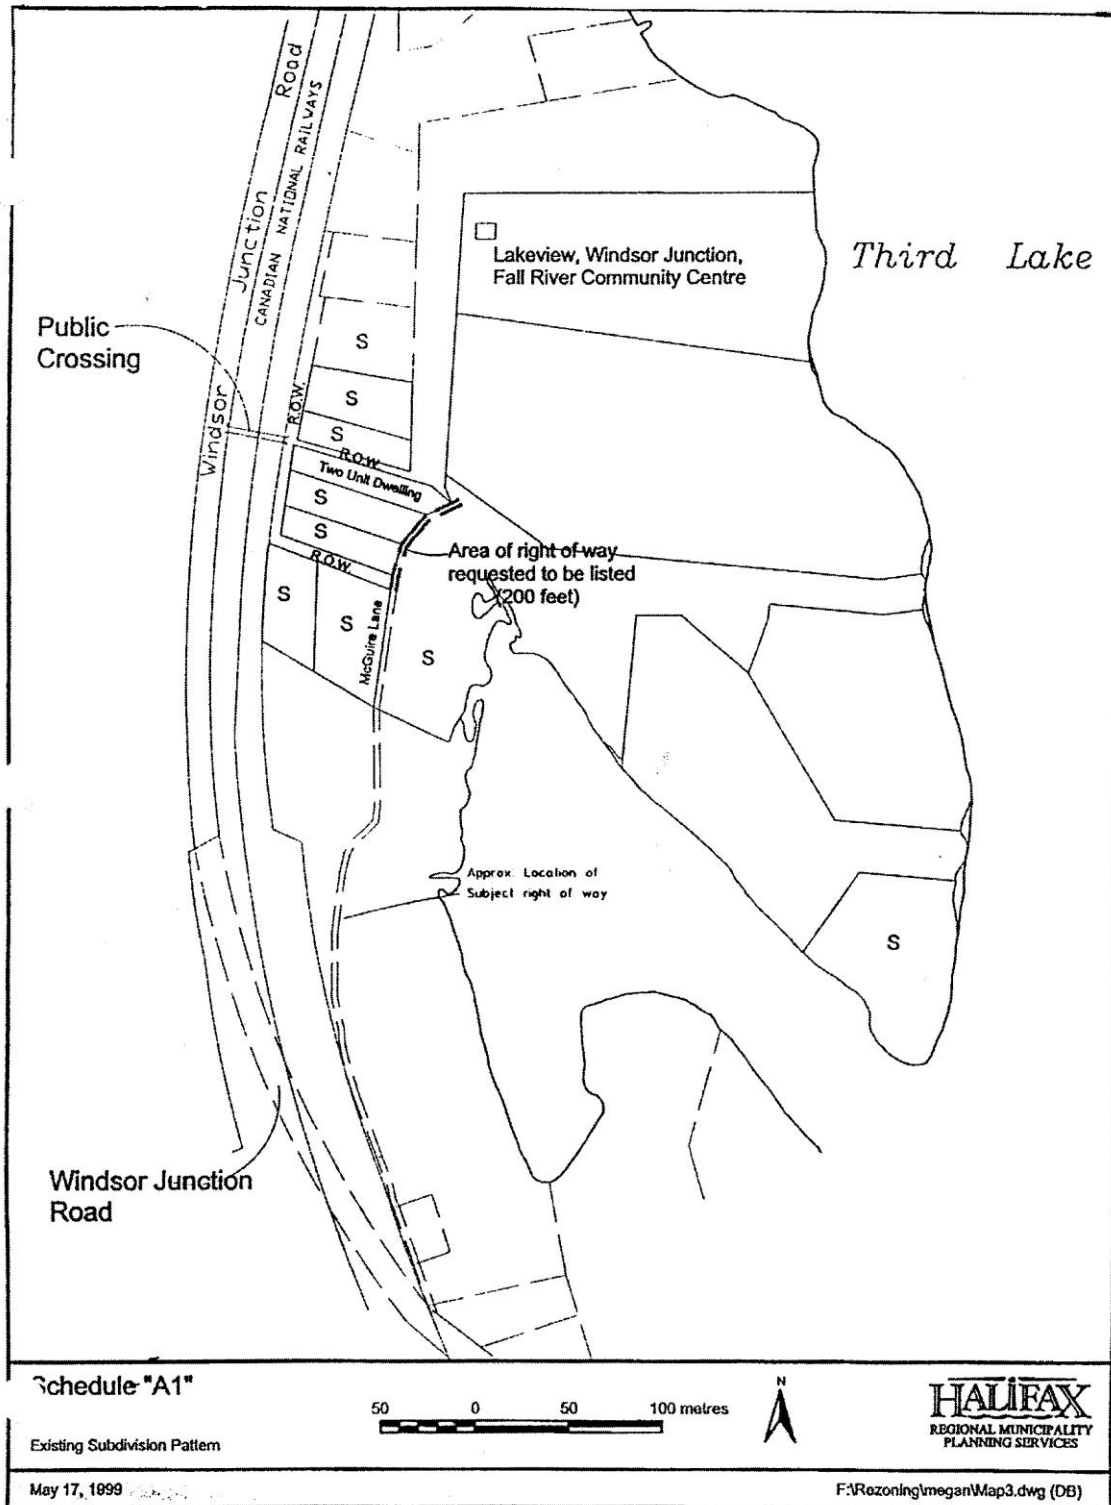 Windsor Junction Road
CANADIAN NATIONAL RAILWAYS
Lakeview, Windsor Junction,
Fall River Community Centre
Third Lake
Public
Crossing
R.O.W.
S
S
S
R.O.W.
Two Unit Dwelling
S
S
R.O.W.
Area of right of way
requested to be listed
(200 feet)
S
S
McGuire Lane
S
Approx. Location of
Subject right of way
S
Windsor Junction
Road
Schedule "A1"
50 0 50 100 metres
N
HALIFAX
REGIONAL MUNICIPALITY
PLANNING SERVICES
Existing Subdivision Pattern
May 17, 1999
F:\Rezoning\megan\Map3.dwg (DB)